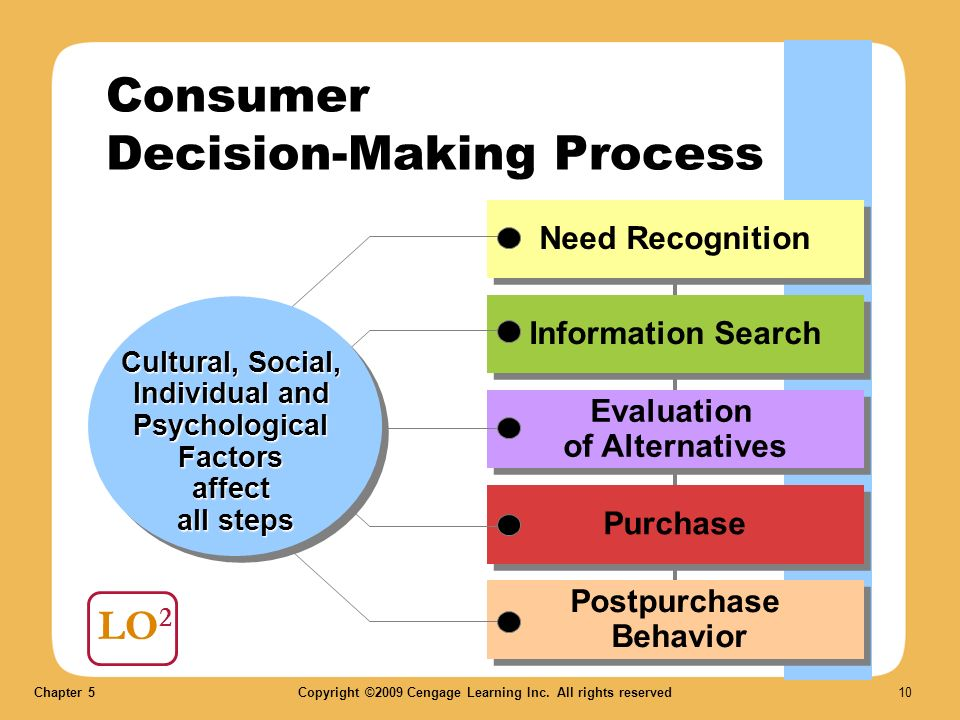 Consumer
Decision-Making Process
Need Recognition
Information Search
Evaluation
of Alternatives
Purchase
Postpurchase
Behavior
Cultural, Social,
Individual and
Psychological
Factors
affect
all steps
LO²
Chapter 5
Copyright ©2009 Cengage Learning Inc. All rights reserved
10